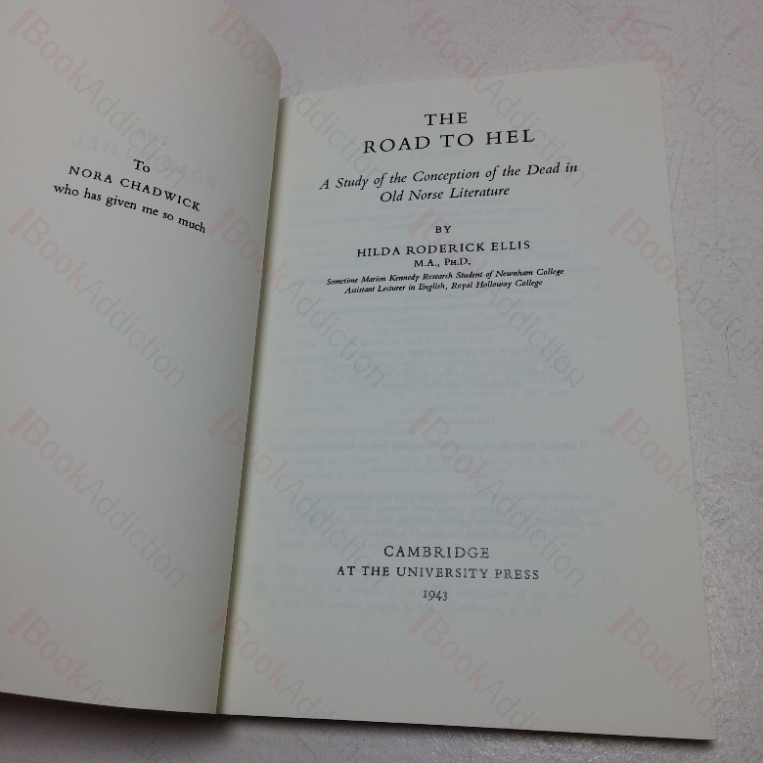 To
NORA CHADWICK
who has given me so much
THE
ROAD TO HEL
A Study of the Conception of the Dead in
Old Norse Literature
BY
HILDA RODERICK ELLIS
M.A., PH.D.
Sometime Marion Kennedy Research Student of Newnham College
Assistant Lecturer in English, Royal Holloway College
CAMBRIDGE
AT THE UNIVERSITY PRESS
1943
BookAddiction